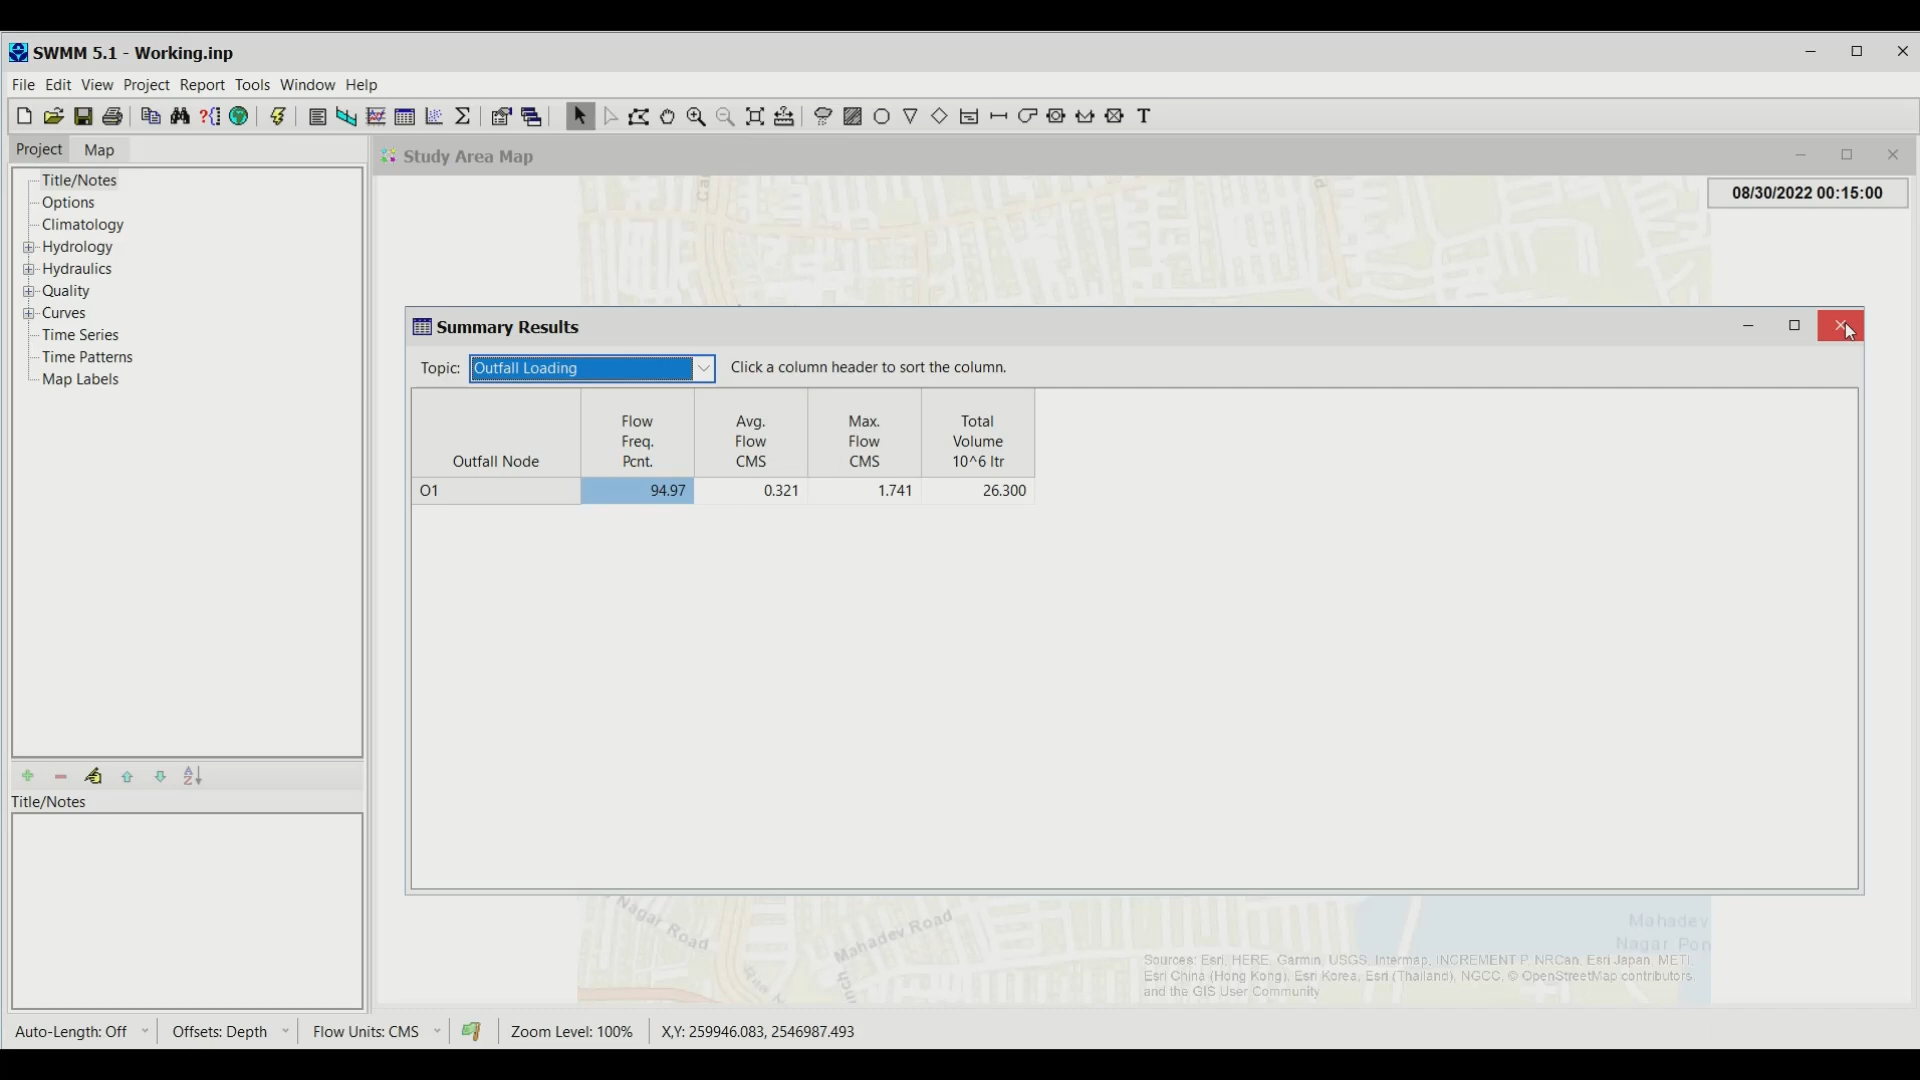 SWMM 5.1 - Working.inp
File Edit View Project Report Tools Window Help
Project Map
Study Area Map
08/30/2022 00:15:00
Title/Notes
Options
Climatology
Hydrology
Hydraulics
Quality
Curves
Time Series
Time Patterns
Map Labels
Summary Results
Topic: Outfall Loading Click a column header to sort the column.
Outfall Node
Flow Freq. Pcnt.
Avg. Flow CMS
Max. Flow CMS
Total Volume 10^6 ltr
O1 94.97 0.321 1.741 26.300
Title/Notes
Nagar Road
Mahadev Road
Mahadev
Nagar Pon
Sources: Esri, HERE, Garmin, USGS, Intermap, INCREMENT P, NRCan, Esri Japan, METI,
Esri China (Hong Kong), Esri Korea, Esri (Thailand), NGCC, © OpenStreetMap contributors,
and the GIS User Community
Auto-Length: Off Offsets: Depth Flow Units: CMS Zoom Level: 100% X,Y: 259946.083, 2546987.493